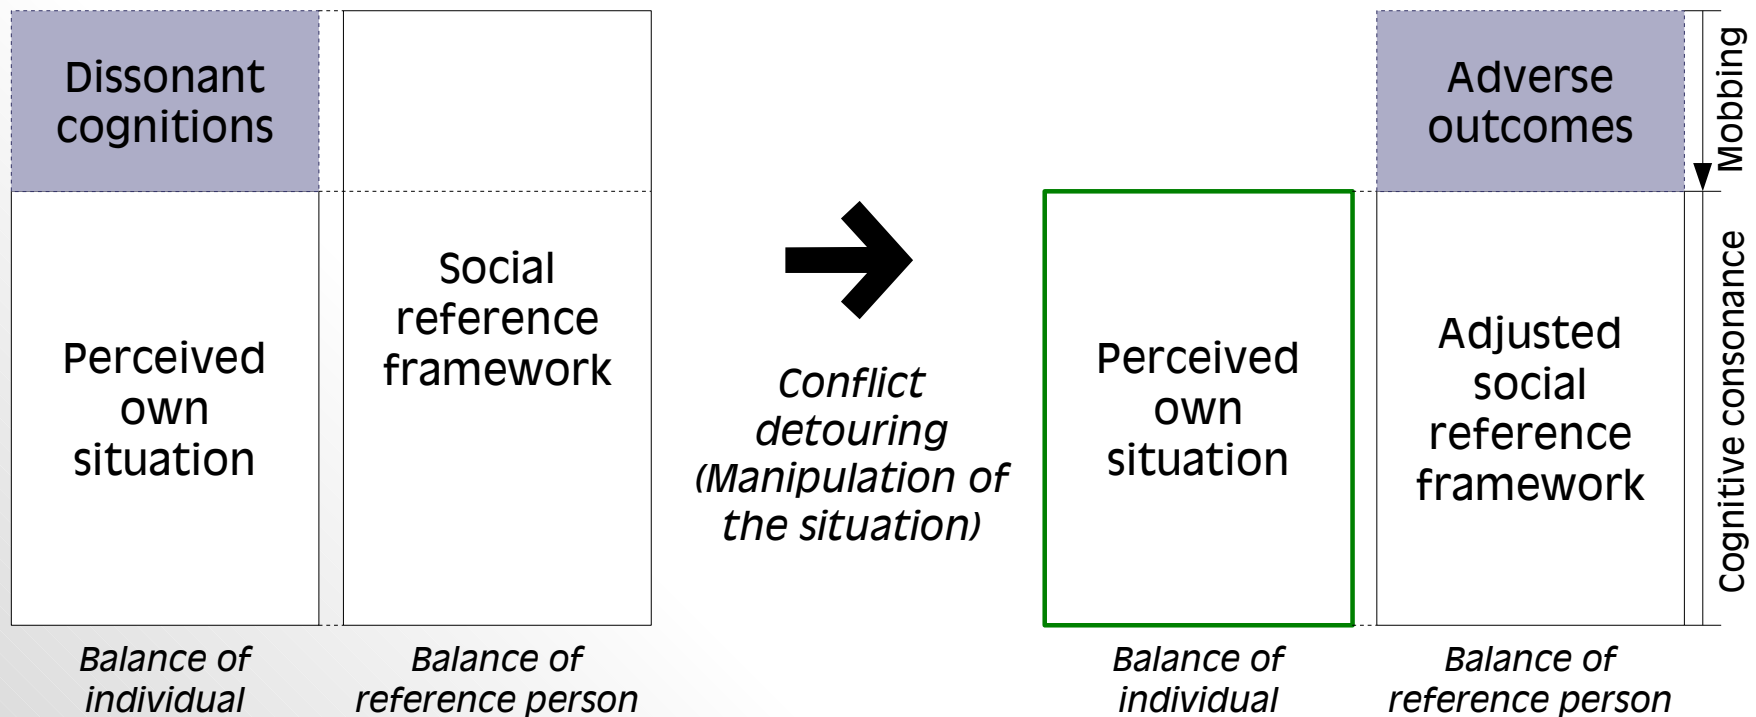 Dissonant
cognitions
Perceived
own
situation
Balance of
individual
Social
reference
framework
Balance of
reference person
Conflict
detouring
(Manipulation of
the situation)
Perceived
own
situation
Balance of
individual
Adverse
outcomes
Adjusted
social
reference
framework
Balance of
reference person
Mobbing
Cognitive consonance